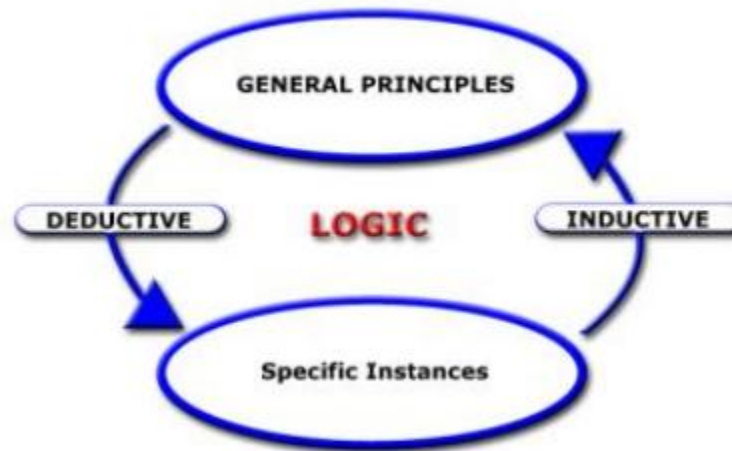 GENERAL PRINCIPLES
DEDUCTIVE
LOGIC
INDUCTIVE
Specific Instances